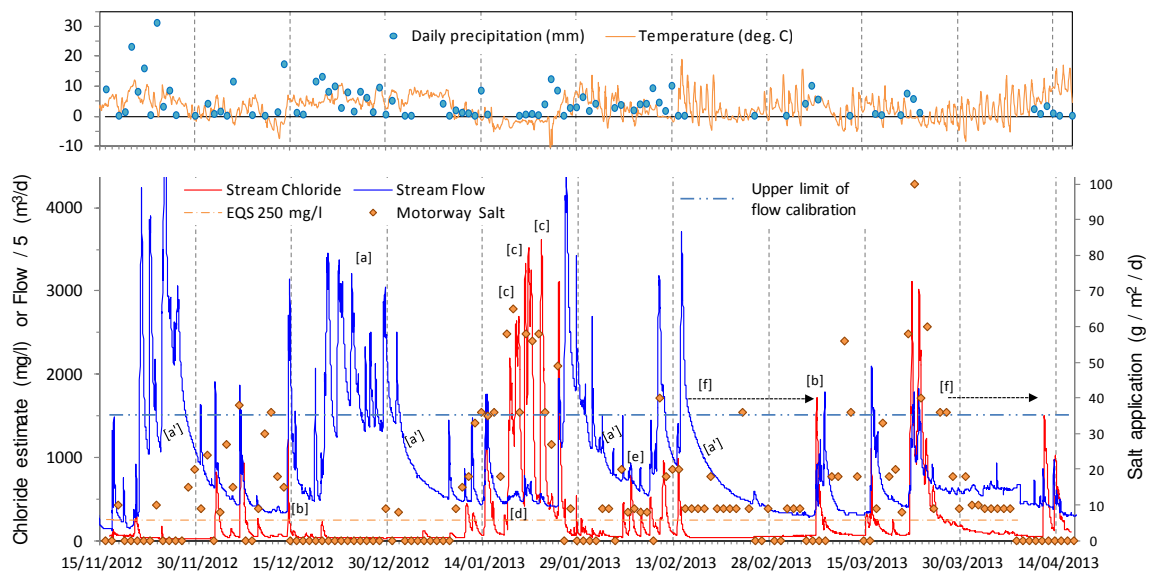 30
20
10
0
-10
Daily precipitation (mm)
Temperature (deg. C)
Chloride estimate (mg/l) or Flow / 5 (m³/d)
4000
3000
2000
1000
0
Stream Chloride
Stream Flow
EQS 250 mg/l
Motorway Salt
Upper limit of
flow calibration
[a]
[c]
[c]
[c]
[f]
[b]
[f]
[a']
[a']
[a']
[e]
[a']
[b]
[d]
100
90
80
70
60
50
40
30
20
10
0
Salt application (g / m² / d)
15/11/2012
30/11/2012
15/12/2012
30/12/2012
14/01/2013
29/01/2013
13/02/2013
28/02/2013
15/03/2013
30/03/2013
14/04/2013